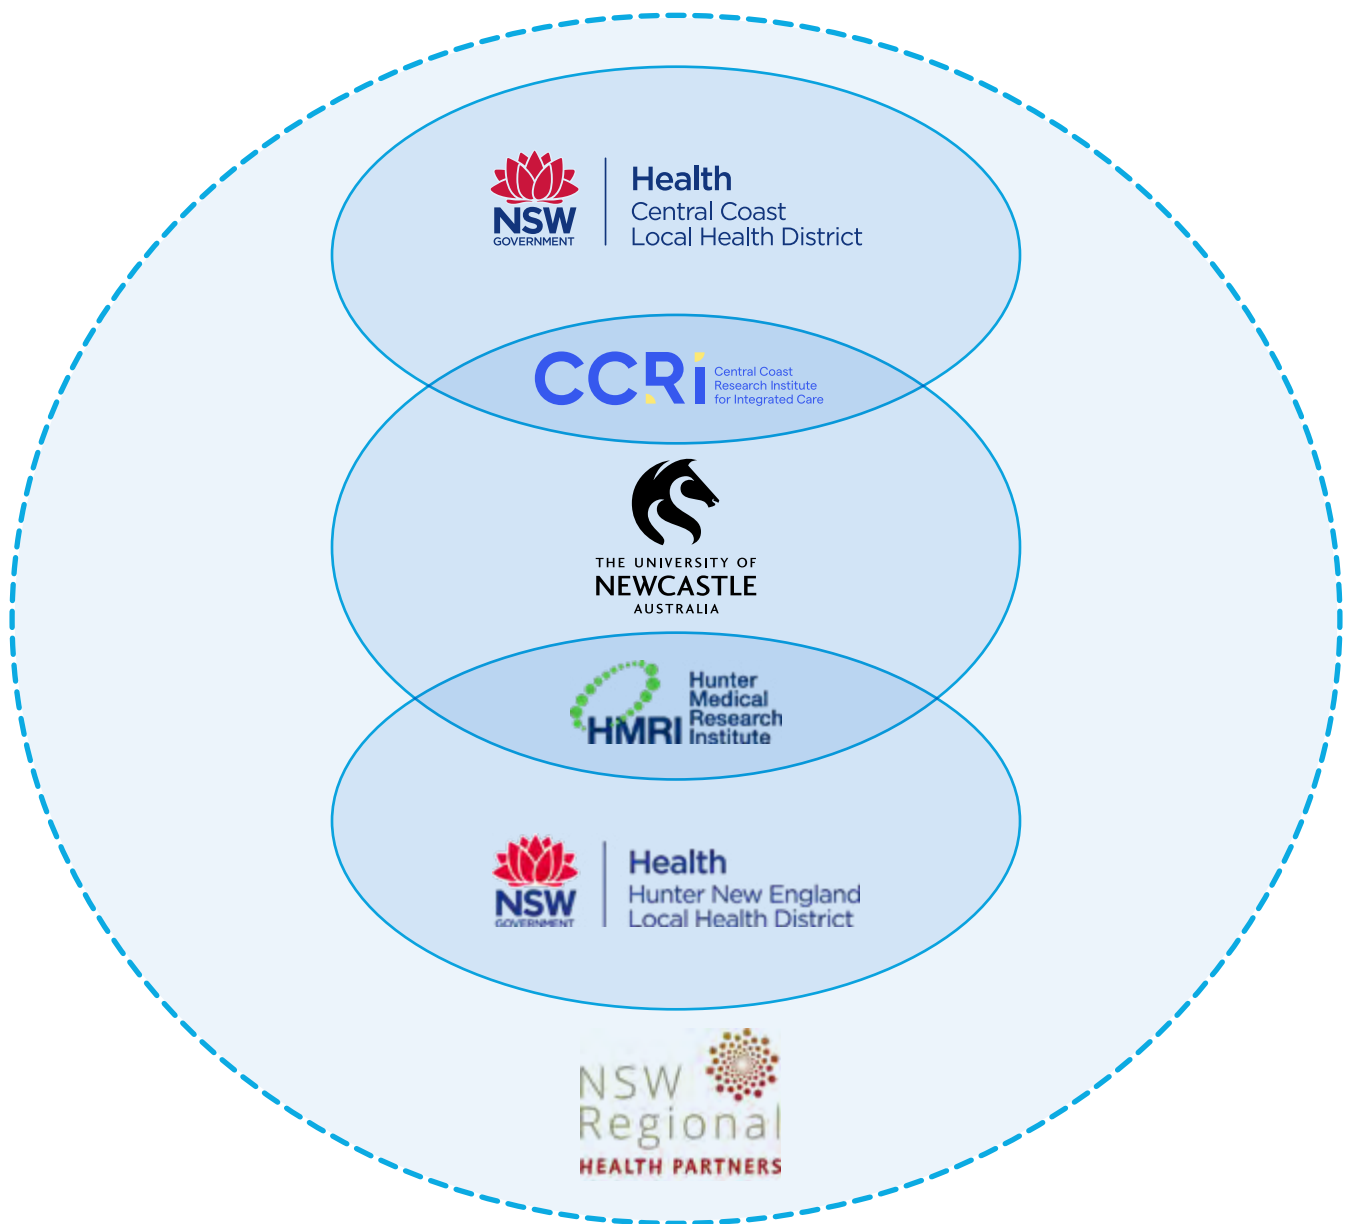 NSW
GOVERNMENT
Health
Central Coast
Local Health District
CCRi
Central Coast
Research Institute
for Integrated Care
THE UNIVERSITY OF
NEWCASTLE
AUSTRALIA
HMRI
Hunter
Medical
Research
Institute
NSW
GOVERNMENT
Health
Hunter New England
Local Health District
NSW
Regional
HEALTH PARTNERS